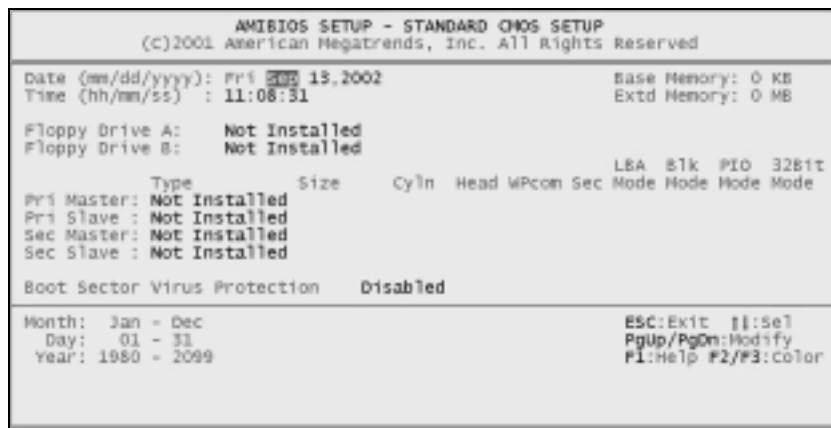 AMIBIOS SETUP - STANDARD CMOS SETUP
(C)2001 American Megatrends, Inc. All Rights Reserved
Date (mm/dd/yyyy): Fri Sep 13,2002 Base Memory: 0 KB
Time (hh/mm/ss) : 11:08:31 Extd Memory: 0 MB
Floppy Drive A: Not Installed
Floppy Drive B: Not Installed
LBA Blk PIO 32Bit
Type Size Cyln Head WPcom Sec Mode Mode Mode Mode
Pri Master: Not Installed
Pri Slave : Not Installed
Sec Master: Not Installed
Sec Slave : Not Installed
Boot Sector Virus Protection Disabled
Month: Jan - Dec ESC:Exit ↑↓:Sel
Day: 01 - 31 PgUp/PgDn:Modify
Year: 1980 - 2099 F1:Help F2/F3:Color